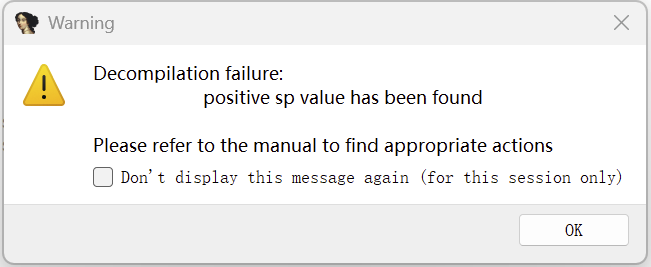 Warning
Decompilation failure:
positive sp value has been found
Please refer to the manual to find appropriate actions
Don't display this message again (for this session only)
OK